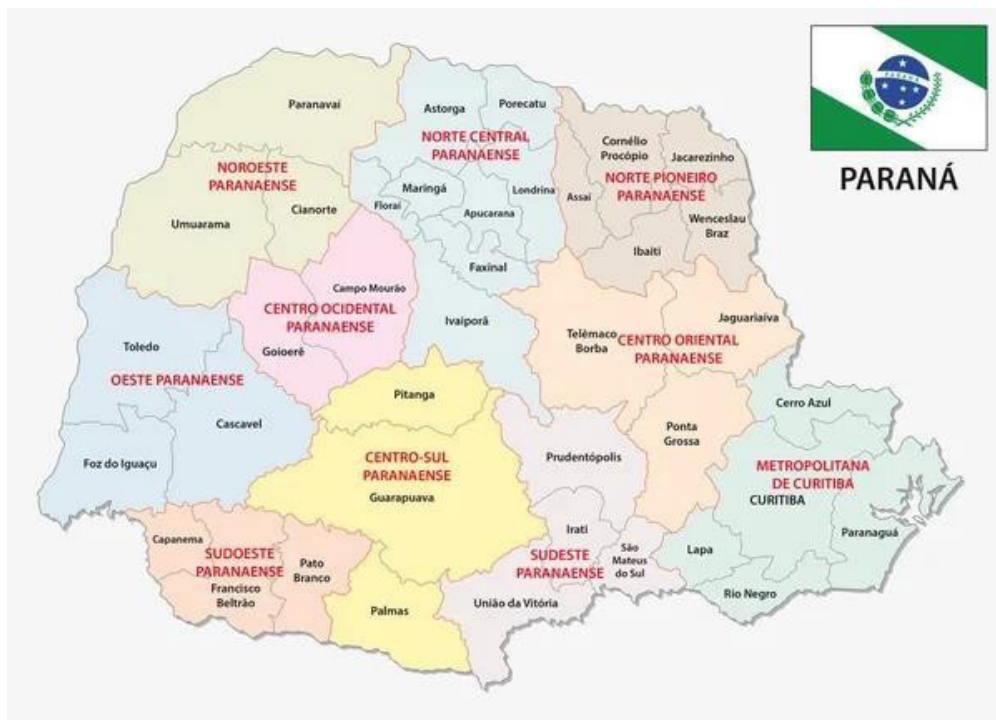 PARANÁ
Paranavaí
NOROESTE
PARANAENSE
Umuarama
Cianorte
Astorga
Porecatu
NORTE CENTRAL
PARANAENSE
Maringá
Floraí
Londrina
Apucarana
Faxinal
Ivaiporã
Cornélio
Procópio
Jacarezinho
NORTE PIONEIRO
PARANAENSE
Assaí
Wenceslau
Braz
Ibaiti
Campo Mourão
CENTRO OCIDENTAL
PARANAENSE
Goioerê
Toledo
OESTE PARANAENSE
Cascavel
Foz do Iguaçu
Jaguariaíva
Telêmaco
Borba
CENTRO ORIENTAL
PARANAENSE
Ponta
Grossa
Pitanga
CENTRO-SUL
PARANAENSE
Guarapuava
Palmas
Prudentópolis
Irati
SUDESTE
PARANAENSE
São
Mateus
do Sul
União da Vitória
Cerro Azul
METROPOLITANA
DE CURITIBA
CURITIBA
Paranaguá
Lapa
Rio Negro
Capanema
SUDOESTE
PARANAENSE
Pato
Branco
Francisco
Beltrão
PARANÁ